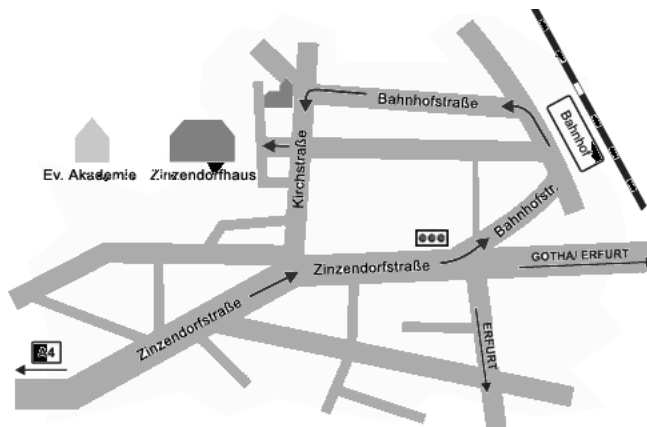 Bahnhofstraße
Bahnhof
Kirchstraße
Ev. Akademie
Zinzendorfhaus
Bahnhofstr.
Zinzendorfstraße
GOTHA/ ERFURT
Zinzendorfstraße
ERFURT
A4